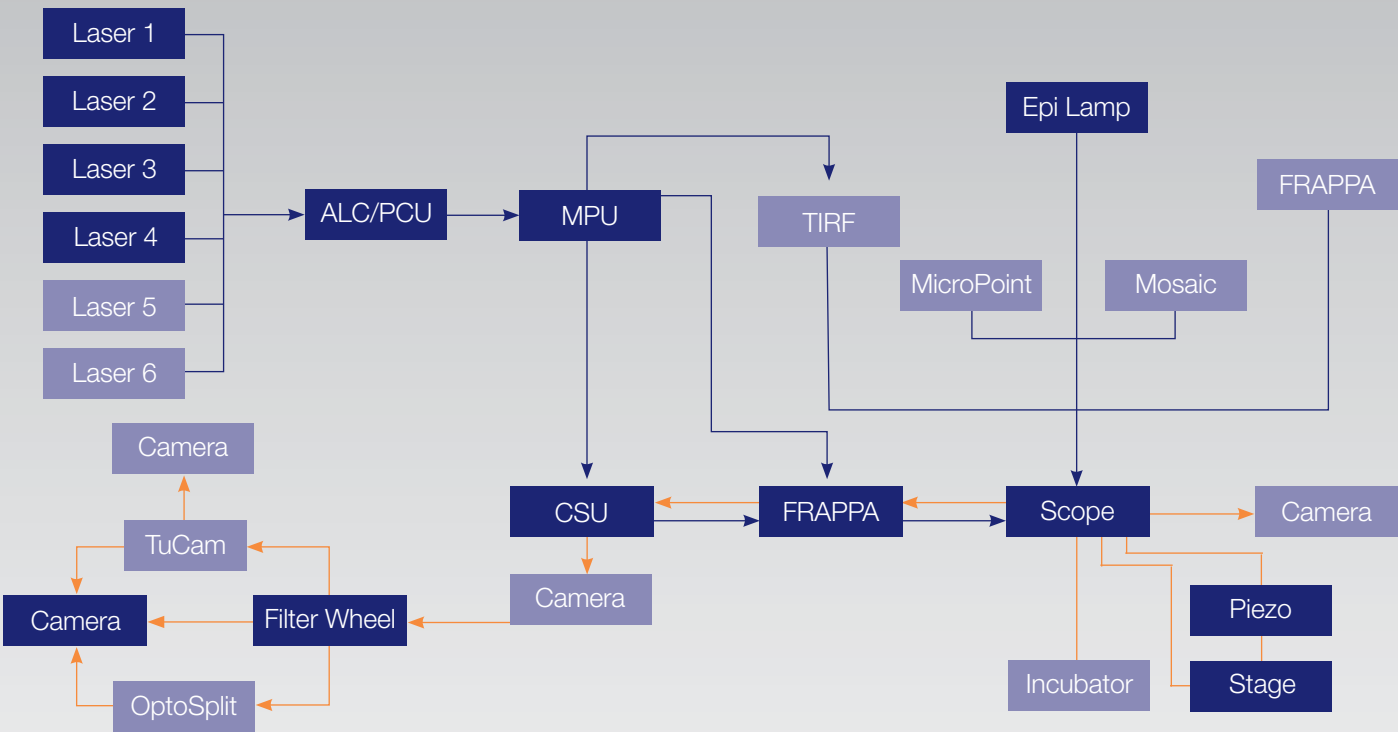 Laser 1
Laser 2
Laser 3
Laser 4
Laser 5
Laser 6
ALC/PCU
MPU
Epi Lamp
FRAPPA
TIRF
MicroPoint
Mosaic
Camera
TuCam
Camera
Filter Wheel
OptoSplit
CSU
FRAPPA
Scope
Camera
Camera
Piezo
Incubator
Stage